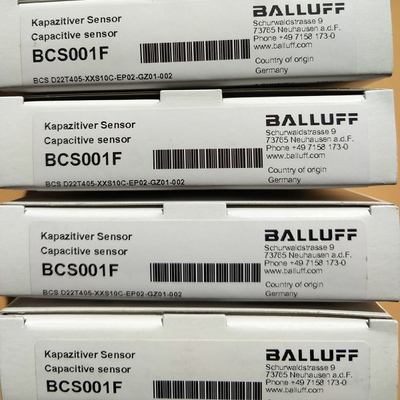 Kapazitiver Sensor
Capacitive sensor
BCS001F
BCS D22T405-XXS10C-EP02-GZ01-002
BALLUFF
Schurwaldstrasse 9
73765 Neuhausen a.d.F.
Phone +49 7158 173-0
www.balluff.com
Country of origin
Germany
Kapazitiver Sensor
Capacitive sensor
BCS001F
BCS D22T405-XXS10C-EP02-GZ01-002
BALLUFF
Schurwaldstrasse 9
73765 Neuhausen a.d.F.
Phone +49 7158 173-0
www.balluff.com
Country of origin
Germany
Kapazitiver Sensor
Capacitive sensor
BCS001F
BCS D22T405-XXS10C-EP02-GZ01-002
BALLUFF
Schurwaldstrasse 9
73765 Neuhausen a.d.F.
Phone +49 7158 173-0
www.balluff.com
Country of origin
Germany
Kapazitiver Sensor
Capacitive sensor
BCS001F
BALLUFF
Schurwaldstrasse 9
73765 Neuhausen a.d.F.
Phone +49 7158 173-0
www.balluff.com